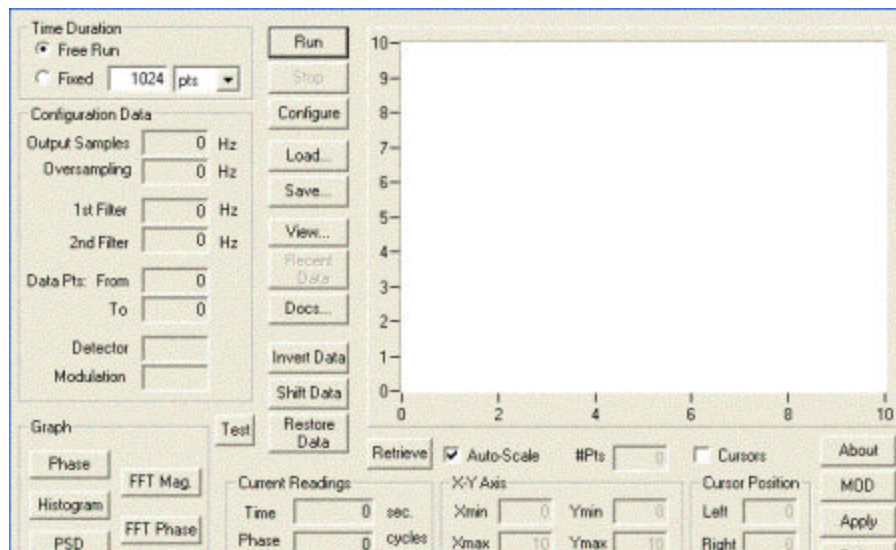 Time Duration
Free Run
Fixed 1024 pts
Configuration Data
Output Samples 0 Hz
Oversampling 0 Hz
1st Filter 0 Hz
2nd Filter 0 Hz
Data Pts: From 0
To 0
Detector
Modulation
Graph
Phase
Histogram
PSD
FFT Mag.
FFT Phase
Test
Run
Stop
Configure
Load...
Save...
View...
Recent
Data
Docs...
Invert Data
Shift Data
Restore
Data
10
9
8
7
6
5
4
3
2
1
0
0 2 4 6 8 10
Retrieve Auto-Scale #Pts 0 Cursors
Current Readings
Time 0 sec.
Phase 0 cycles
X-Y Axis
Xmin 0 Ymin 0
Xmax 10 Ymax 10
Cursor Position
Left 0
Right 0
About
MOD
Apply